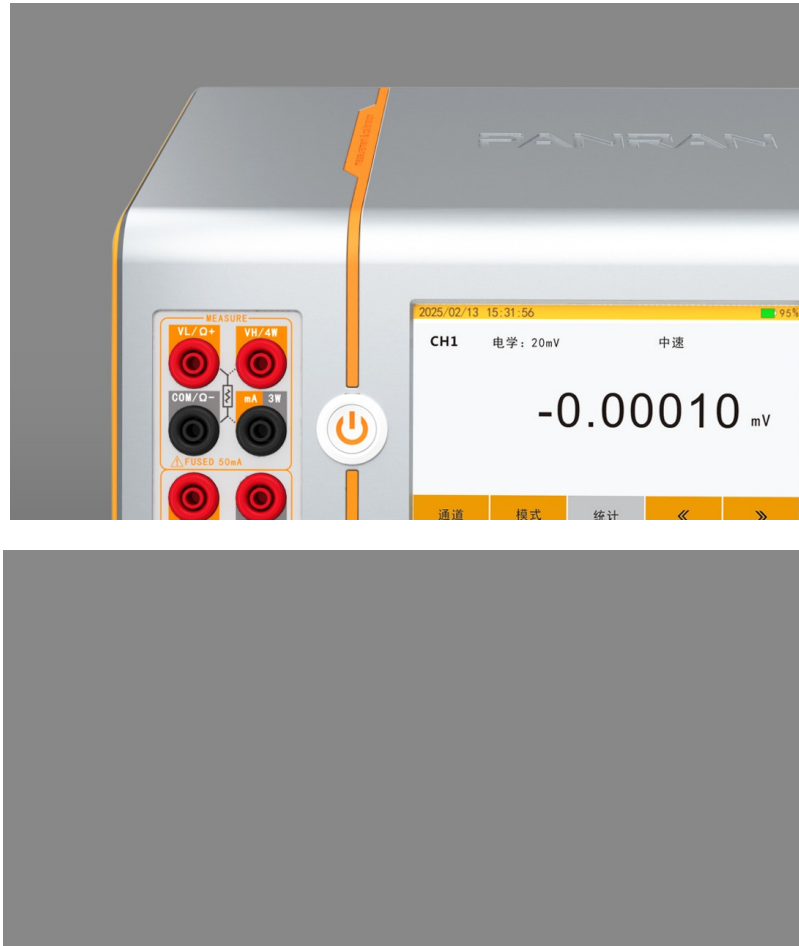 PANRAN
MEASURE
VL/Ω+ VH/4W
COM/Ω- mA 3W
FUSED 50mA
2025/02/13 15:31:56 95%
CH1 电学: 20mV 中速
-0.00010 mV
通道 模式 统计 « »